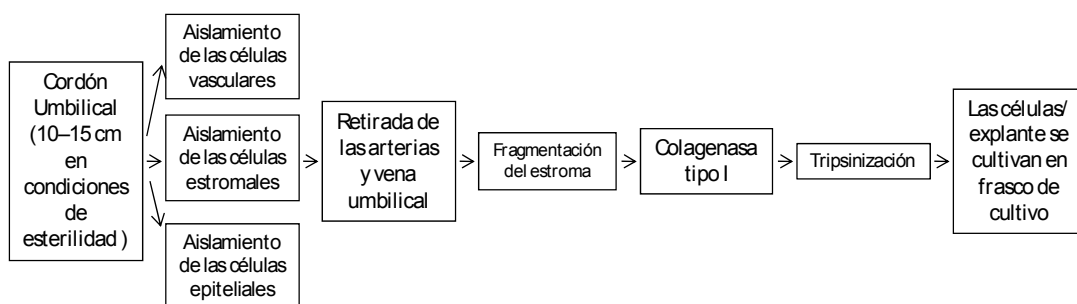 Cordón
Umbilical
(10–15 cm
en
condiciones
de
esterilidad )
Aislamiento
de las células
vasculares
Aislamiento
de las células
estromales
Aislamiento
de las células
epiteliales
Retirada de
las arterias
y vena
umbilical
Fragmentación
del estroma
Colagenasa
tipo I
Tripsinización
Las células/
explante se
cultivan en
frasco de
cultivo